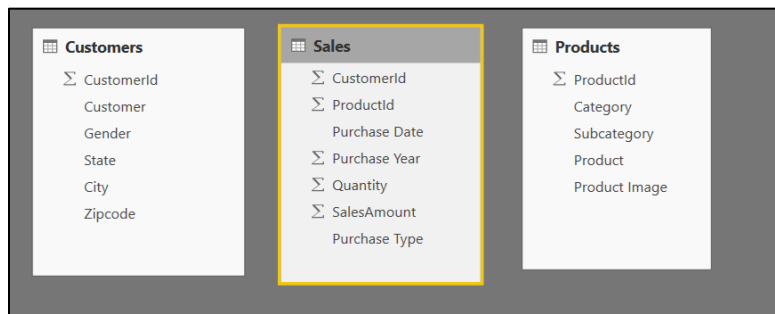 Customers
Σ CustomerId
Customer
Gender
State
City
Zipcode
Sales
Σ CustomerId
Σ ProductId
Purchase Date
Σ Purchase Year
Σ Quantity
Σ SalesAmount
Purchase Type
Products
Σ ProductId
Category
Subcategory
Product
Product Image